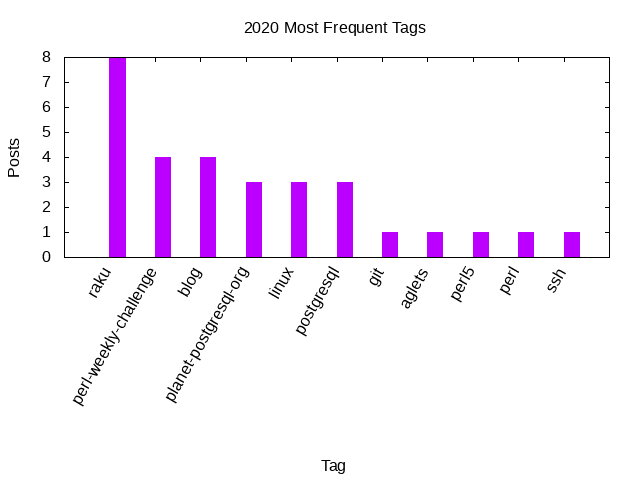 2020 Most Frequent Tags
Posts
8
7
6
5
4
3
2
1
0
raku
perl-weekly-challenge
blog
planet-postgresql-org
linux
postgresql
git
aglets
perl5
perl
ssh
Tag